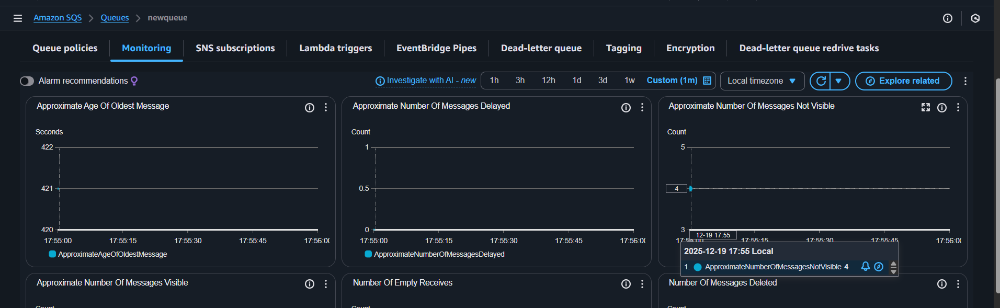 Amazon SQS > Queues > newqueue
Queue policies Monitoring SNS subscriptions Lambda triggers EventBridge Pipes Dead-letter queue Tagging Encryption Dead-letter queue redrive tasks
Alarm recommendations Investigate with AI - new 1h 3h 12h 1d 3d 1w Custom (1m) Local timezone Explore related
Approximate Age Of Oldest Message
Seconds
422
421
420
17:55:00 17:55:15 17:55:30 17:55:45 17:56:0
ApproximateAgeOfOldestMessage
Approximate Number Of Messages Delayed
Count
1
0.5
0
17:55:00 17:55:15 17:55:30 17:55:45 17:56:0
ApproximateNumberOfMessagesDelayed
Approximate Number Of Messages Not Visible
Count
5
4
3
12-19 17:55
17:55:15 17:55:30 17:55:45 17:56:0
2025-12-19 17:55 Local
1. ApproximateNumberOfMessagesNotVisible 4
Approximate Number Of Messages Visible
Count
Number Of Empty Receives
Count
Number Of Messages Deleted
Count